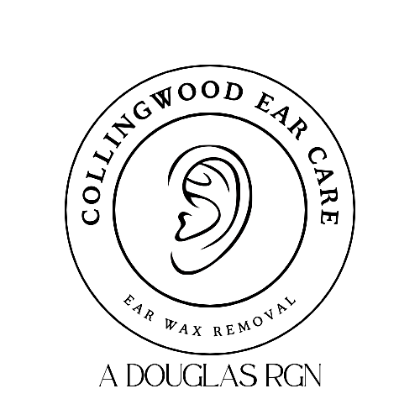 COLLINGWOOD EAR CARE
EAR WAX REMOVAL
A DOUGLAS RGN